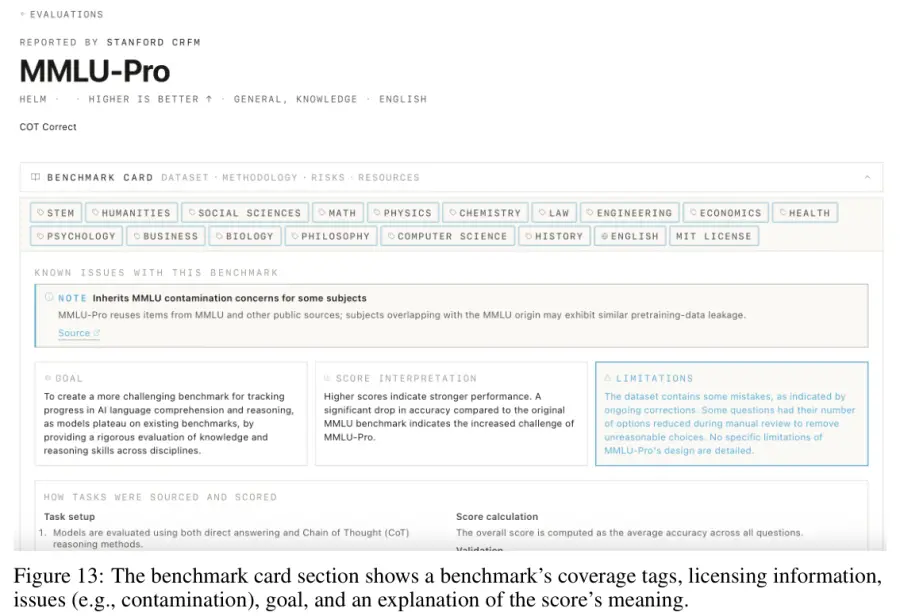 ← EVALUATIONS
REPORTED BY STANFORD CRFM
MMLU-Pro
HELM · · HIGHER IS BETTER ↑ · GENERAL, KNOWLEDGE · ENGLISH
COT Correct
BENCHMARK CARD DATASET · METHODOLOGY · RISKS · RESOURCES
STEM HUMANITIES SOCIAL SCIENCES MATH PHYSICS CHEMISTRY LAW ENGINEERING ECONOMICS HEALTH
PSYCHOLOGY BUSINESS BIOLOGY PHILOSOPHY COMPUTER SCIENCE HISTORY ENGLISH MIT LICENSE
KNOWN ISSUES WITH THIS BENCHMARK
NOTE Inherits MMLU contamination concerns for some subjects
MMLU-Pro reuses items from MMLU and other public sources; subjects overlapping with the MMLU origin may exhibit similar pretraining-data leakage.
Source
GOAL
To create a more challenging benchmark for tracking
progress in AI language comprehension and reasoning,
as models plateau on existing benchmarks, by
providing a rigorous evaluation of knowledge and
reasoning skills across disciplines.
SCORE INTERPRETATION
Higher scores indicate stronger performance. A
significant drop in accuracy compared to the original
MMLU benchmark indicates the increased challenge of
MMLU-Pro.
LIMITATIONS
The dataset contains some mistakes, as indicated by
ongoing corrections. Some questions had their number
of options reduced during manual review to remove
unreasonable choices. No specific limitations of
MMLU-Pro's design are detailed.
HOW TASKS WERE SOURCED AND SCORED
Task setup
1. Models are evaluated using both direct answering and Chain of Thought (CoT)
reasoning methods.
Score calculation
The overall score is computed as the average accuracy across all questions.
Validation
Figure 13: The benchmark card section shows a benchmark's coverage tags, licensing information,
issues (e.g., contamination), goal, and an explanation of the score's meaning.